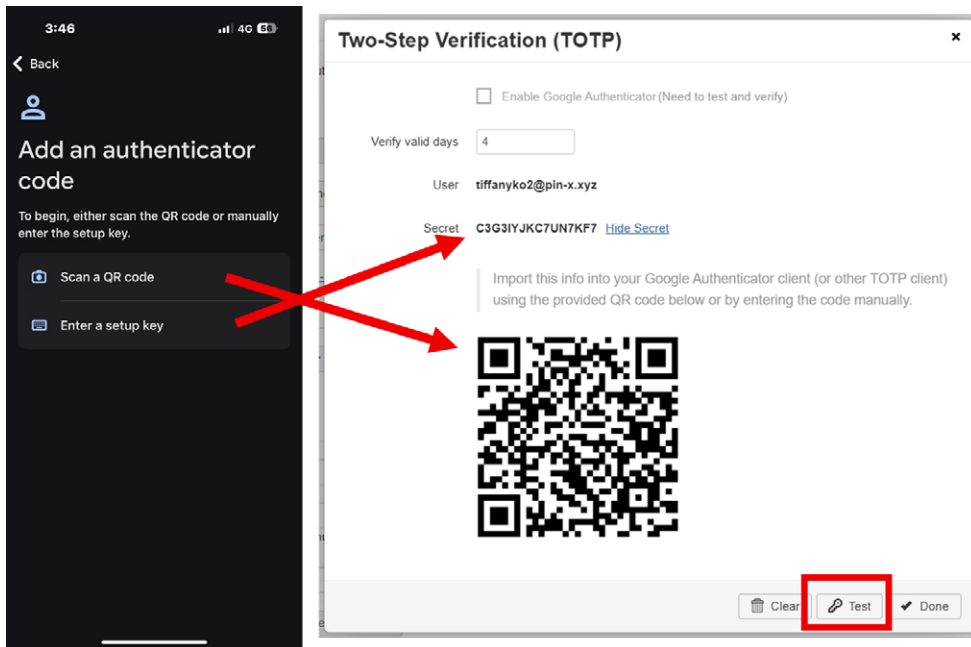 3:46
4G 56
Back
Add an authenticator
code
To begin, either scan the QR code or manually
enter the setup key.
Scan a QR code
Enter a setup key
Two-Step Verification (TOTP)
Enable Google Authenticator (Need to test and verify)
Verify valid days 4
User tiffanyko2@pin-x.xyz
Secret C3G3IYJKC7UN7KF7 Hide Secret
Import this info into your Google Authenticator client (or other TOTP client)
using the provided QR code below or by entering the code manually.
Clear Test Done